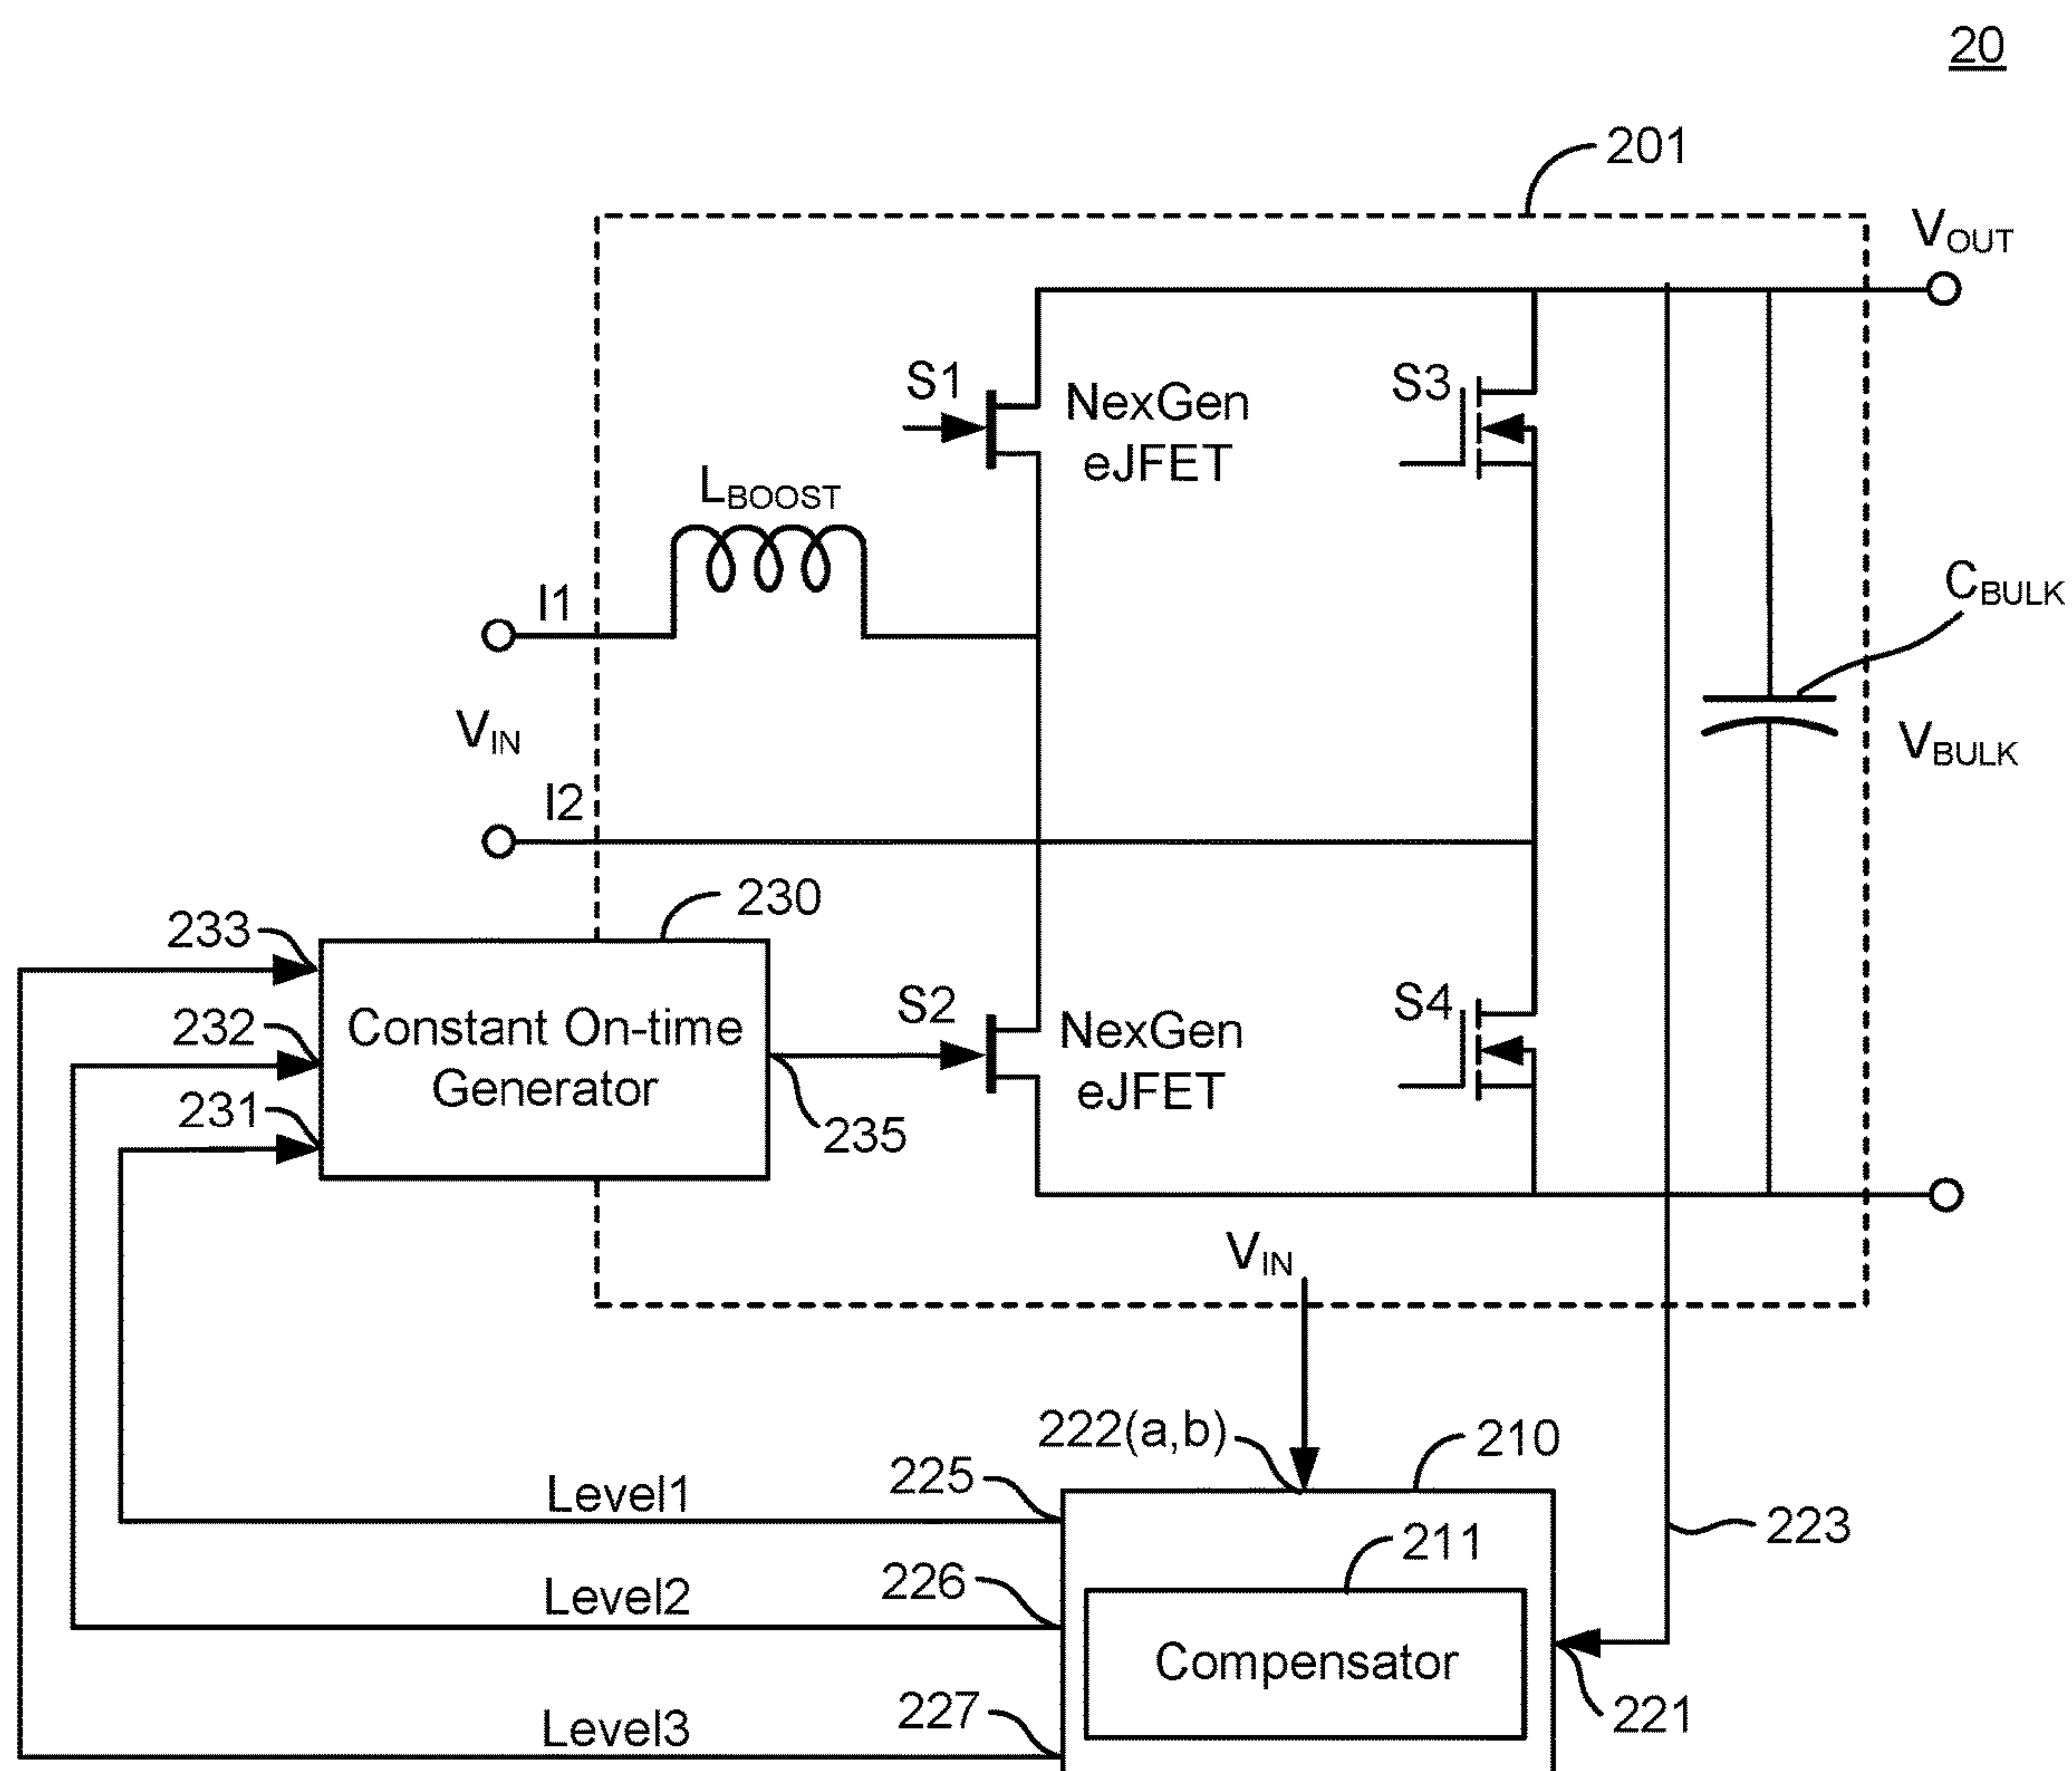 20
201
VOUT
S1
NexGen
eJFET
S3
LBOOST
CBULK
I1
VIN
VBULK
I2
230
233
232
231
Constant On-time
Generator
S2
NexGen
eJFET
S4
235
VIN
222(a,b)
210
225
Level1
211
223
226
Level2
Compensator
227
Level3
221